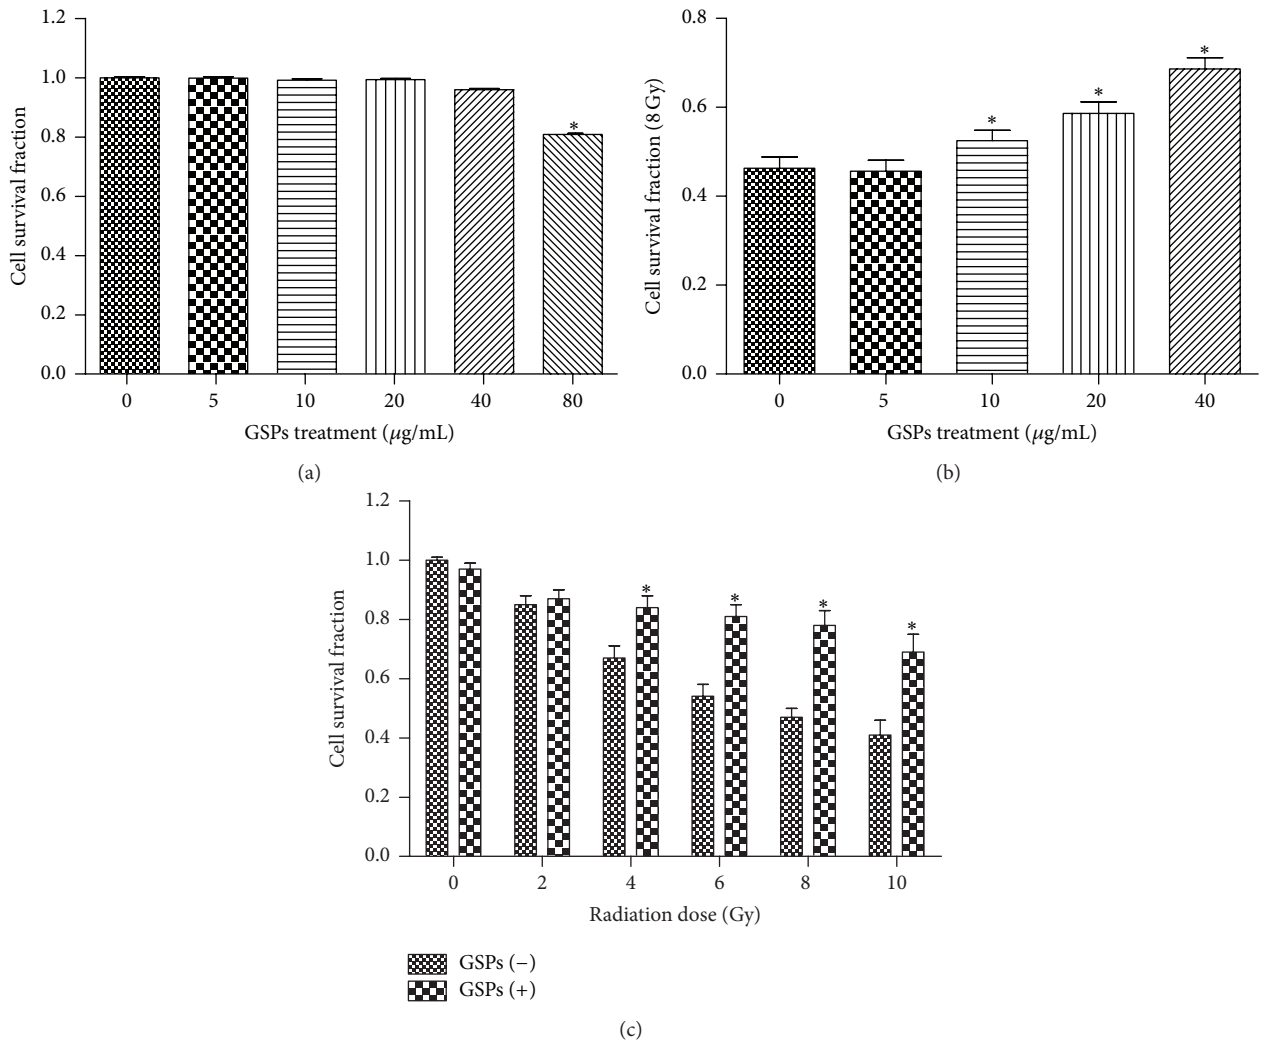 1.2
1.0
0.8
0.6
0.4
0.2
0.0
Cell survival fraction
*
0 5 10 20 40 80
GSPs treatment (μg/mL)
(a)
0.8
0.6
0.4
0.2
0.0
Cell survival fraction (8 Gy)
* * *
0 5 10 20 40
GSPs treatment (μg/mL)
(b)
1.2
1.0
0.8
0.6
0.4
0.2
0.0
Cell survival fraction
* * * *
0 2 4 6 8 10
Radiation dose (Gy)
GSPs (−)
GSPs (+)
(c)